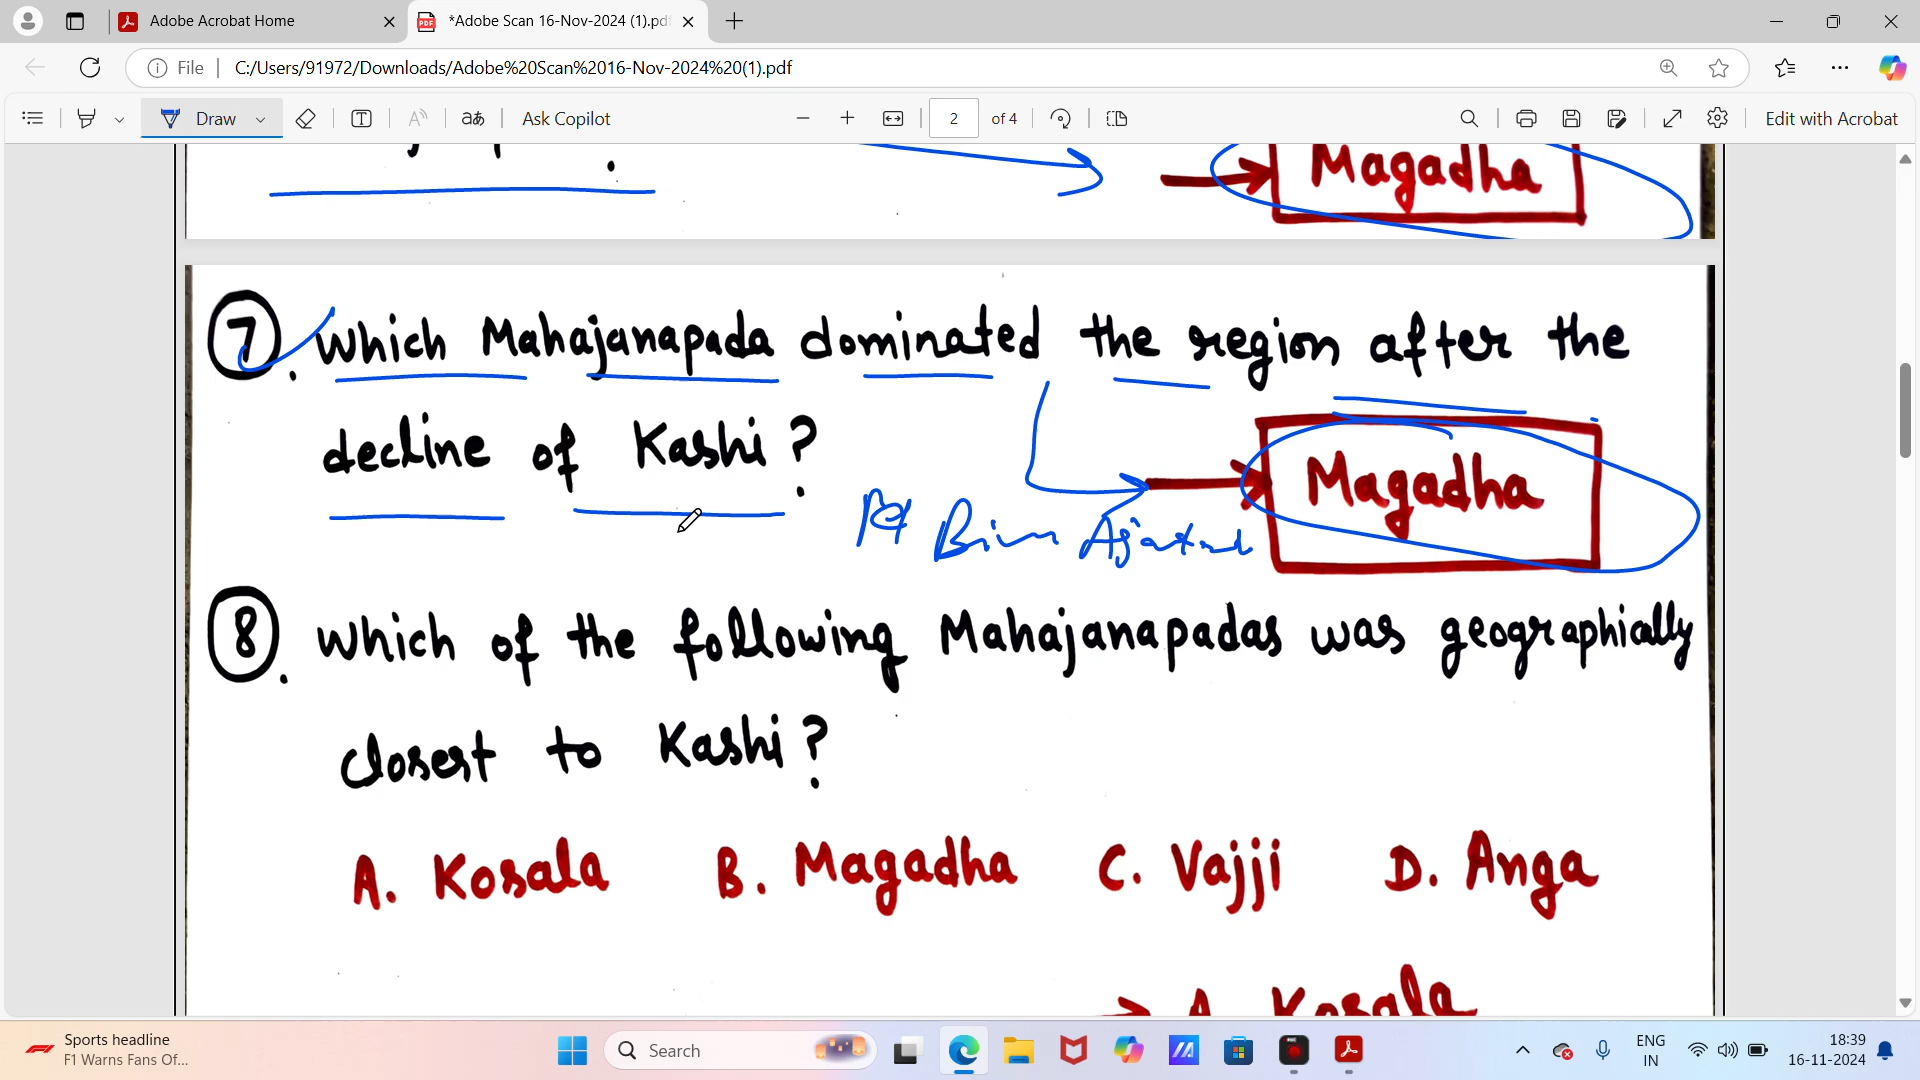 Adobe Acrobat Home
*Adobe Scan 16-Nov-2024 (1).pdf
File
C:/Users/91972/Downloads/Adobe%20Scan%2016-Nov-2024%20(1).pdf
Draw
Ask Copilot
2
of 4
Edit with Acrobat
Magadha
7. Which Mahajanapada dominated the region after the
decline of Kashi?
Magadha
8. Which of the following Mahajanapadas was geographically
closest to Kashi?
A. Kosala B. Magadha C. Vajji D. Anga
A. Kosala
Sports headline
F1 Warns Fans Of...
Search
ENG
IN
18:39
16-11-2024